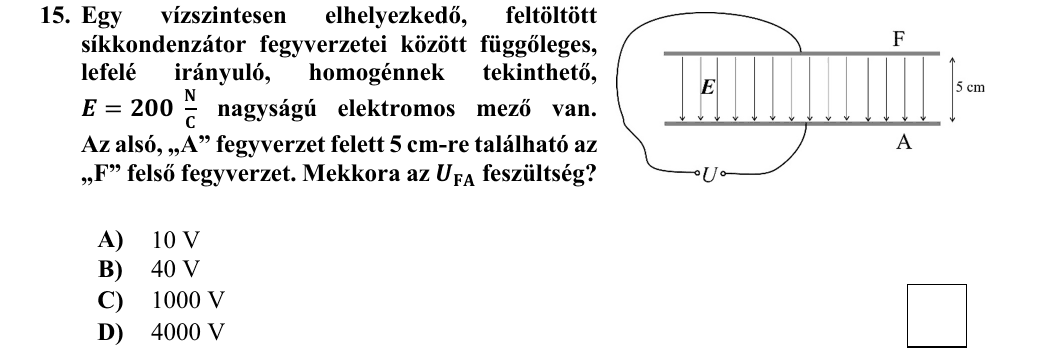 15. Egy vízszintesen elhelyezkedő, feltöltött
síkkondenzátor fegyverzetei között függőleges,
lefelé irányuló, homogénnek tekinthető,
E = 200 N/C nagyságú elektromos mező van.
Az alsó, „A” fegyverzet felett 5 cm-re található az
„F” felső fegyverzet. Mekkora az U_FA feszültség?
F
E
5 cm
A
U
A) 10 V
B) 40 V
C) 1000 V
D) 4000 V